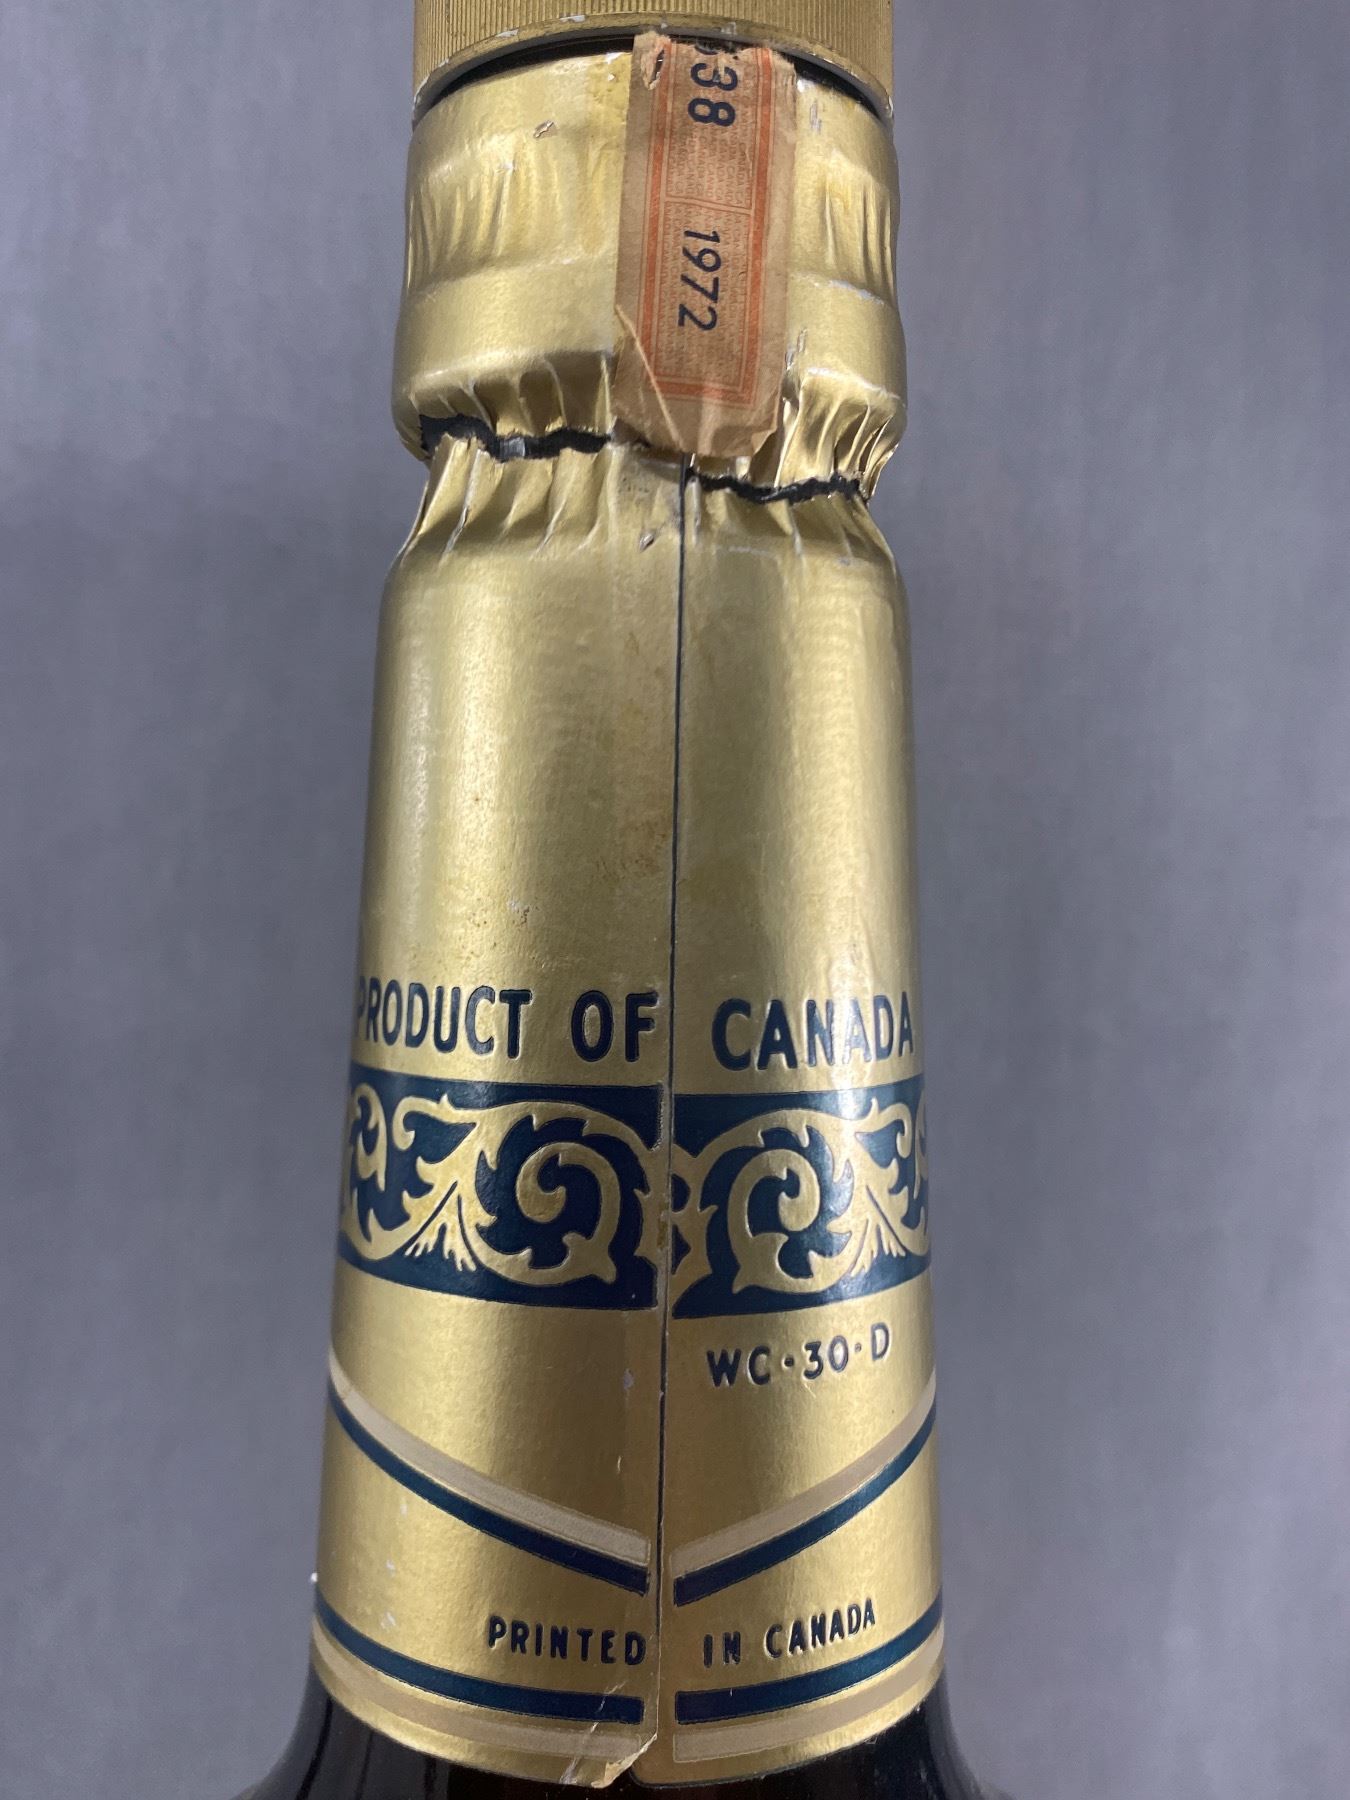 38
1972
PRODUCT OF CANADA
WC·30·D
PRINTED IN CANADA